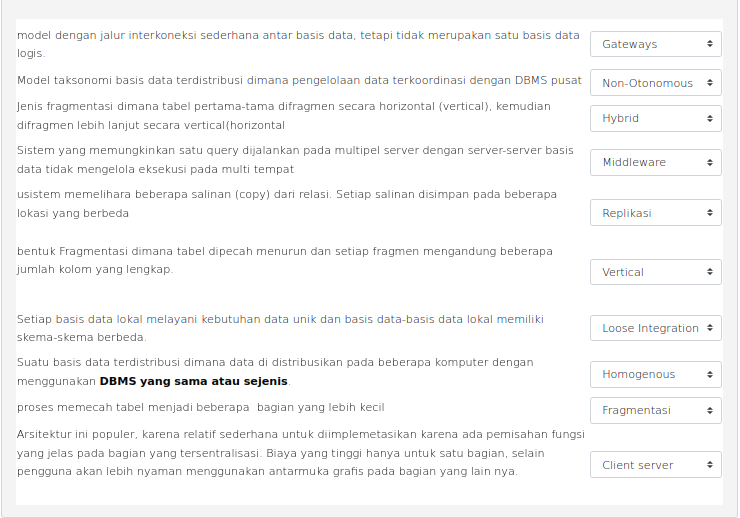 model dengan jalur interkoneksi sederhana antar basis data, tetapi tidak merupakan satu basis data
logis.
Gateways
Model taksonomi basis data terdistribusi dimana pengelolaan data terkoordinasi dengan DBMS pusat
Non-Otonomous
Jenis fragmentasi dimana tabel pertama-tama difragmen secara horizontal (vertical), kemudian
difragmen lebih lanjut secara vertical(horizontal
Hybrid
Sistem yang memungkinkan satu query dijalankan pada multipel server dengan server-server basis
data tidak mengelola eksekusi pada multi tempat
Middleware
usistem memelihara beberapa salinan (copy) dari relasi. Setiap salinan disimpan pada beberapa
lokasi yang berbeda
Replikasi
bentuk Fragmentasi dimana tabel dipecah menurun dan setiap fragmen mengandung beberapa
jumlah kolom yang lengkap.
Vertical
Setiap basis data lokal melayani kebutuhan data unik dan basis data-basis data lokal memiliki
skema-skema berbeda.
Loose Integration
Suatu basis data terdistribusi dimana data di distribusikan pada beberapa komputer dengan
menggunakan DBMS yang sama atau sejenis.
Homogenous
proses memecah tabel menjadi beberapa  bagian yang lebih kecil
Fragmentasi
Arsitektur ini populer, karena relatif sederhana untuk diimplemetasikan karena ada pemisahan fungsi
yang jelas pada bagian yang tersentralisasi. Biaya yang tinggi hanya untuk satu bagian, selain
pengguna akan lebih nyaman menggunakan antarmuka grafis pada bagian yang lain nya.
Client server